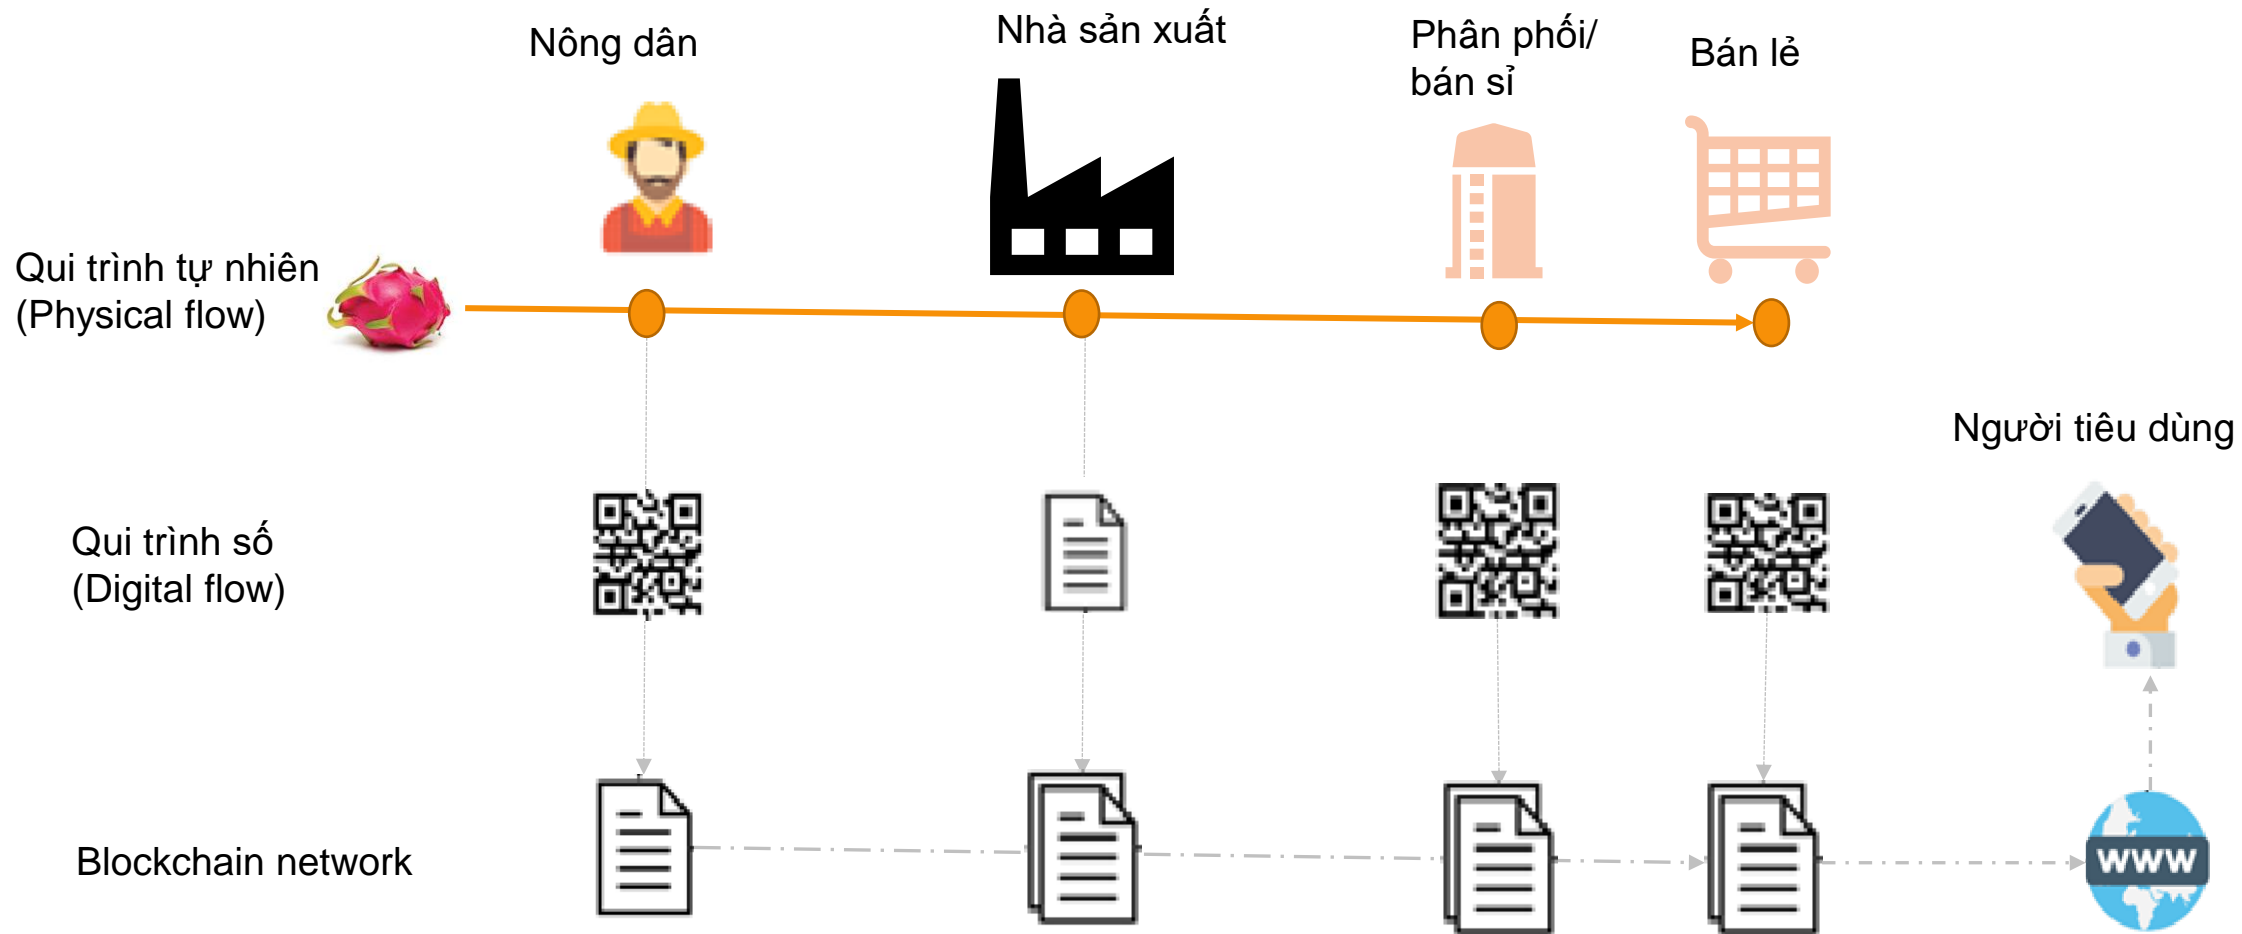 Nông dân
Nhà sản xuất
Phân phối/
bán sỉ
Bán lẻ
Qui trình tự nhiên
(Physical flow)
Người tiêu dùng
Qui trình số
(Digital flow)
Blockchain network
WWW